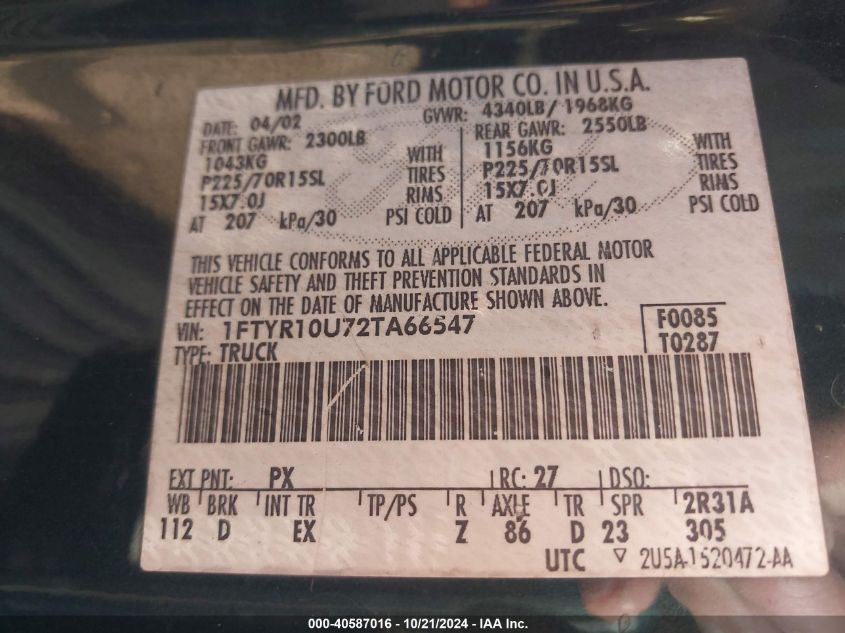 MFD. BY FORD MOTOR CO. IN U.S.A.
DATE: 04/02 GVWR: 4340LB/ 1968KG
FRONT GAWR: 2300LB REAR GAWR: 2550LB
1043KG WITH 1156KG WITH
P225/70R15SL TIRES P225/70R15SL TIRES
15X7.0J RIMS 15X7.0J RIMS
AT 207 kPa/30 PSI COLD AT 207 kPa/30 PSI COLD
THIS VEHICLE CONFORMS TO ALL APPLICABLE FEDERAL MOTOR
VEHICLE SAFETY AND THEFT PREVENTION STANDARDS IN
EFFECT ON THE DATE OF MANUFACTURE SHOWN ABOVE.
VIN: 1FTYR10U72TA66547 F0085
TYPE: TRUCK T0287
EXT PNT: PX RC: 27 DSO:
WB BRK INT TR TP/PS R AXLE TR SPR 2R31A
112 D EX Z 86 D 23 305
UTC ▽ 2U5A-1520472-AA
000-40587016 - 10/21/2024 - IAA Inc.